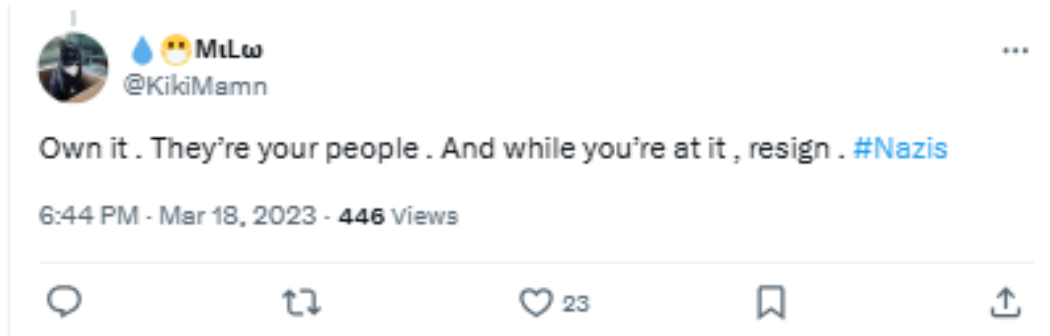 💧😷MιLω
@KikiMamn
Own it . They’re your people . And while you’re at it , resign . #Nazis
6:44 PM · Mar 18, 2023 · 446 Views
23